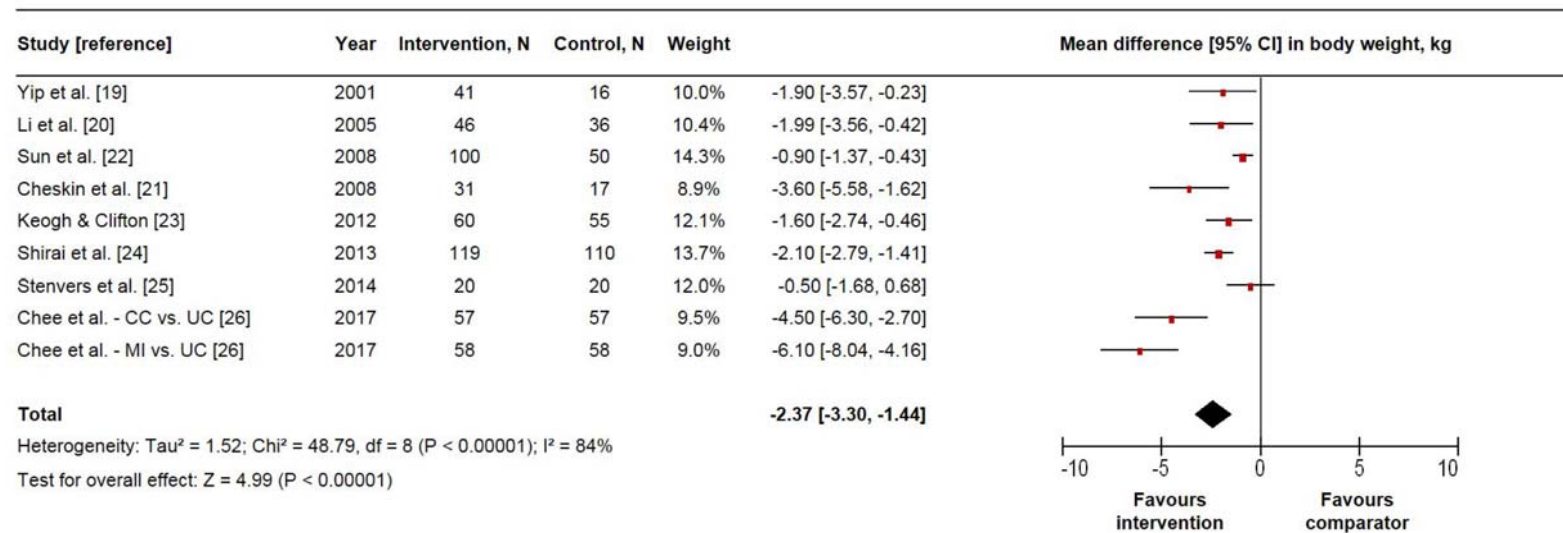 Study [reference] Year Intervention, N Control, N Weight Mean difference [95% CI] in body weight, kg
Yip et al. [19] 2001 41 16 10.0% -1.90 [-3.57, -0.23]
Li et al. [20] 2005 46 36 10.4% -1.99 [-3.56, -0.42]
Sun et al. [22] 2008 100 50 14.3% -0.90 [-1.37, -0.43]
Cheskin et al. [21] 2008 31 17 8.9% -3.60 [-5.58, -1.62]
Keogh & Clifton [23] 2012 60 55 12.1% -1.60 [-2.74, -0.46]
Shirai et al. [24] 2013 119 110 13.7% -2.10 [-2.79, -1.41]
Stenvers et al. [25] 2014 20 20 12.0% -0.50 [-1.68, 0.68]
Chee et al. - CC vs. UC [26] 2017 57 57 9.5% -4.50 [-6.30, -2.70]
Chee et al. - MI vs. UC [26] 2017 58 58 9.0% -6.10 [-8.04, -4.16]
Total -2.37 [-3.30, -1.44]
Heterogeneity: Tau² = 1.52; Chi² = 48.79, df = 8 (P < 0.00001); I² = 84%
Test for overall effect: Z = 4.99 (P < 0.00001)
-10 -5 0 5 10
Favours Favours
intervention comparator